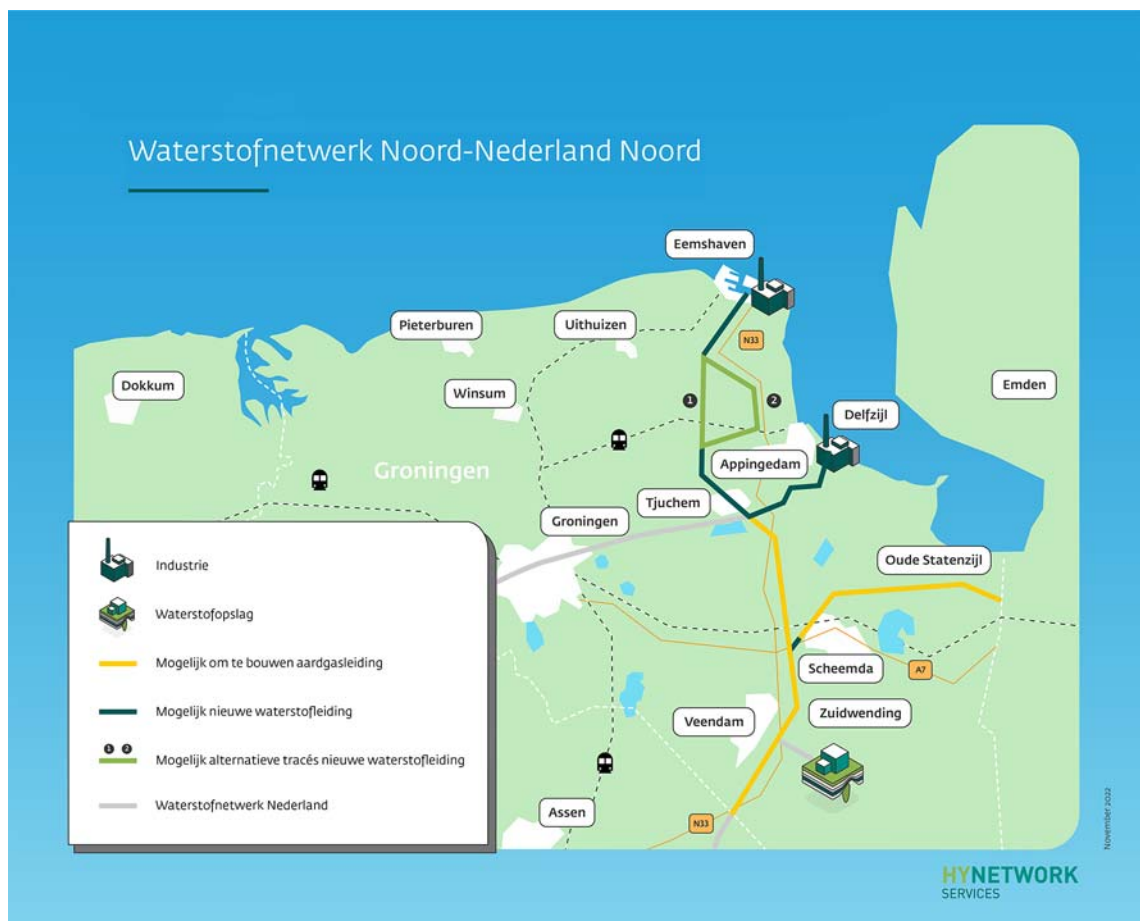 Waterstofnetwerk Noord-Nederland Noord
Eemshaven
Pieterburen
Uithuizen
N33
Dokkum
Winsum
1
2
Emden
Delfzijl
Appingedam
Groningen
Tjuchem
Groningen
Oude Statenzijl
Scheemda
A7
Veendam
Zuidwending
Assen
N33
Industrie
Waterstofopslag
Mogelijk om te bouwen aardgasleiding
Mogelijk nieuwe waterstofleiding
1 2
Mogelijk alternatieve tracés nieuwe waterstofleiding
Waterstofnetwerk Nederland
November 2022
HYNETWORK
SERVICES